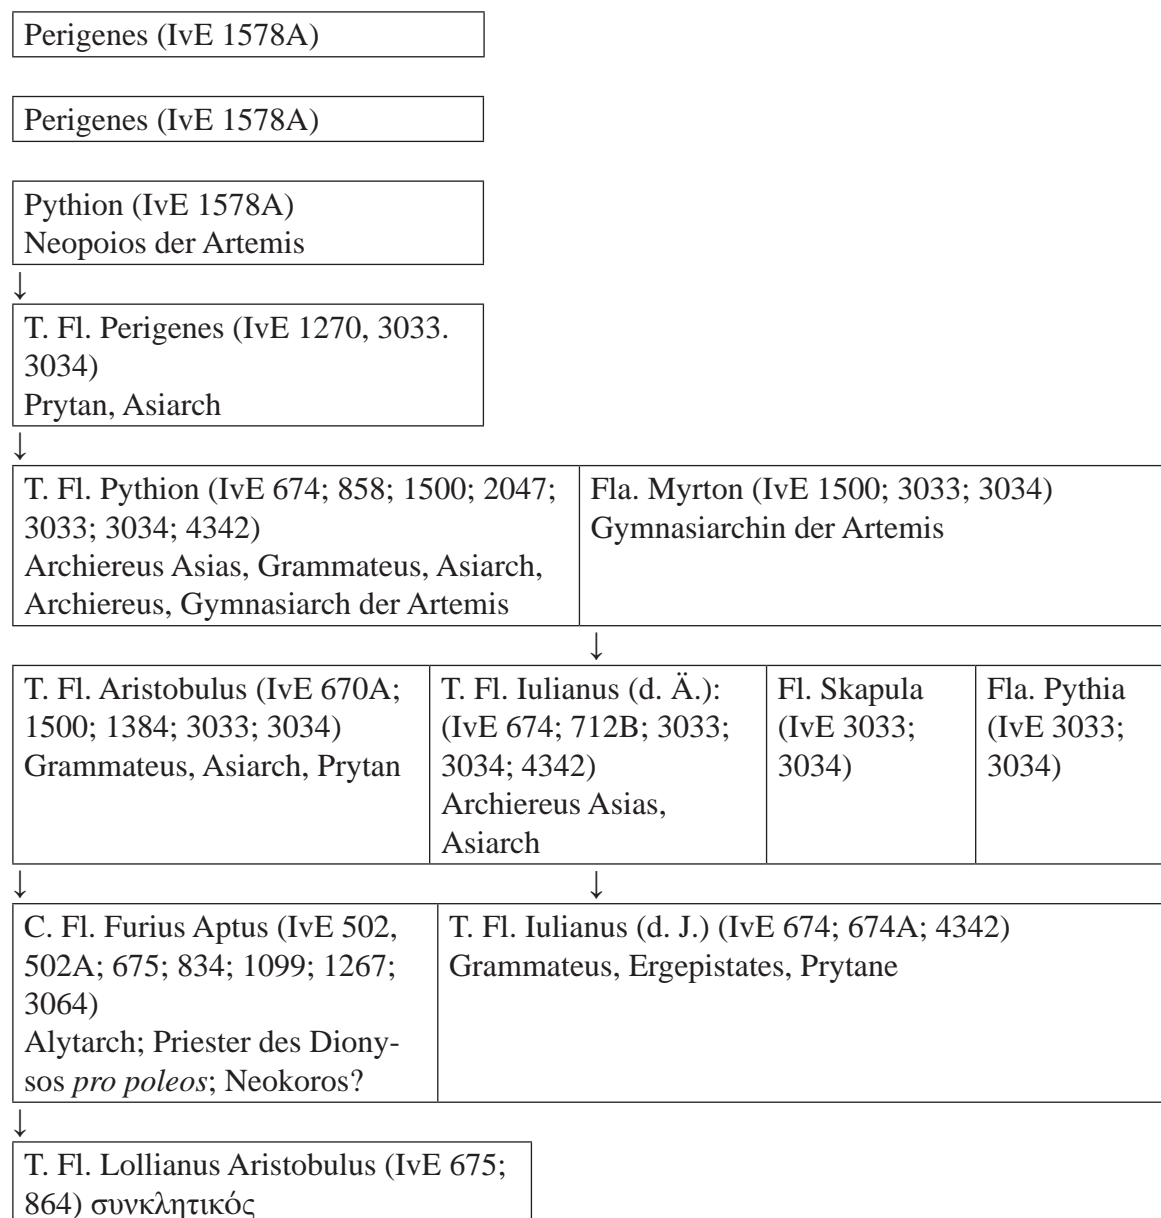 Perigenes (IvE 1578A)
Perigenes (IvE 1578A)
Pythion (IvE 1578A)
Neopoios der Artemis
↓
T. Fl. Perigenes (IvE 1270, 3033.
3034)
Prytan, Asiarch
↓
T. Fl. Pythion (IvE 674; 858; 1500; 2047;
3033; 3034; 4342)
Archiereus Asias, Grammateus, Asiarch,
Archiereus, Gymnasiarch der Artemis
Fla. Myrton (IvE 1500; 3033; 3034)
Gymnasiarchin der Artemis
↓
T. Fl. Aristobulus (IvE 670A;
1500; 1384; 3033; 3034)
Grammateus, Asiarch, Prytan
T. Fl. Iulianus (d. Ä.):
(IvE 674; 712B; 3033;
3034; 4342)
Archiereus Asias,
Asiarch
Fl. Skapula
(IvE 3033;
3034)
Fla. Pythia
(IvE 3033;
3034)
↓ ↓
C. Fl. Furius Aptus (IvE 502,
502A; 675; 834; 1099; 1267;
3064)
Alytarch; Priester des Diony-
sos pro poleos; Neokoros?
T. Fl. Iulianus (d. J.) (IvE 674; 674A; 4342)
Grammateus, Ergepistates, Prytane
↓
T. Fl. Lollianus Aristobulus (IvE 675;
864) συνκλητικός